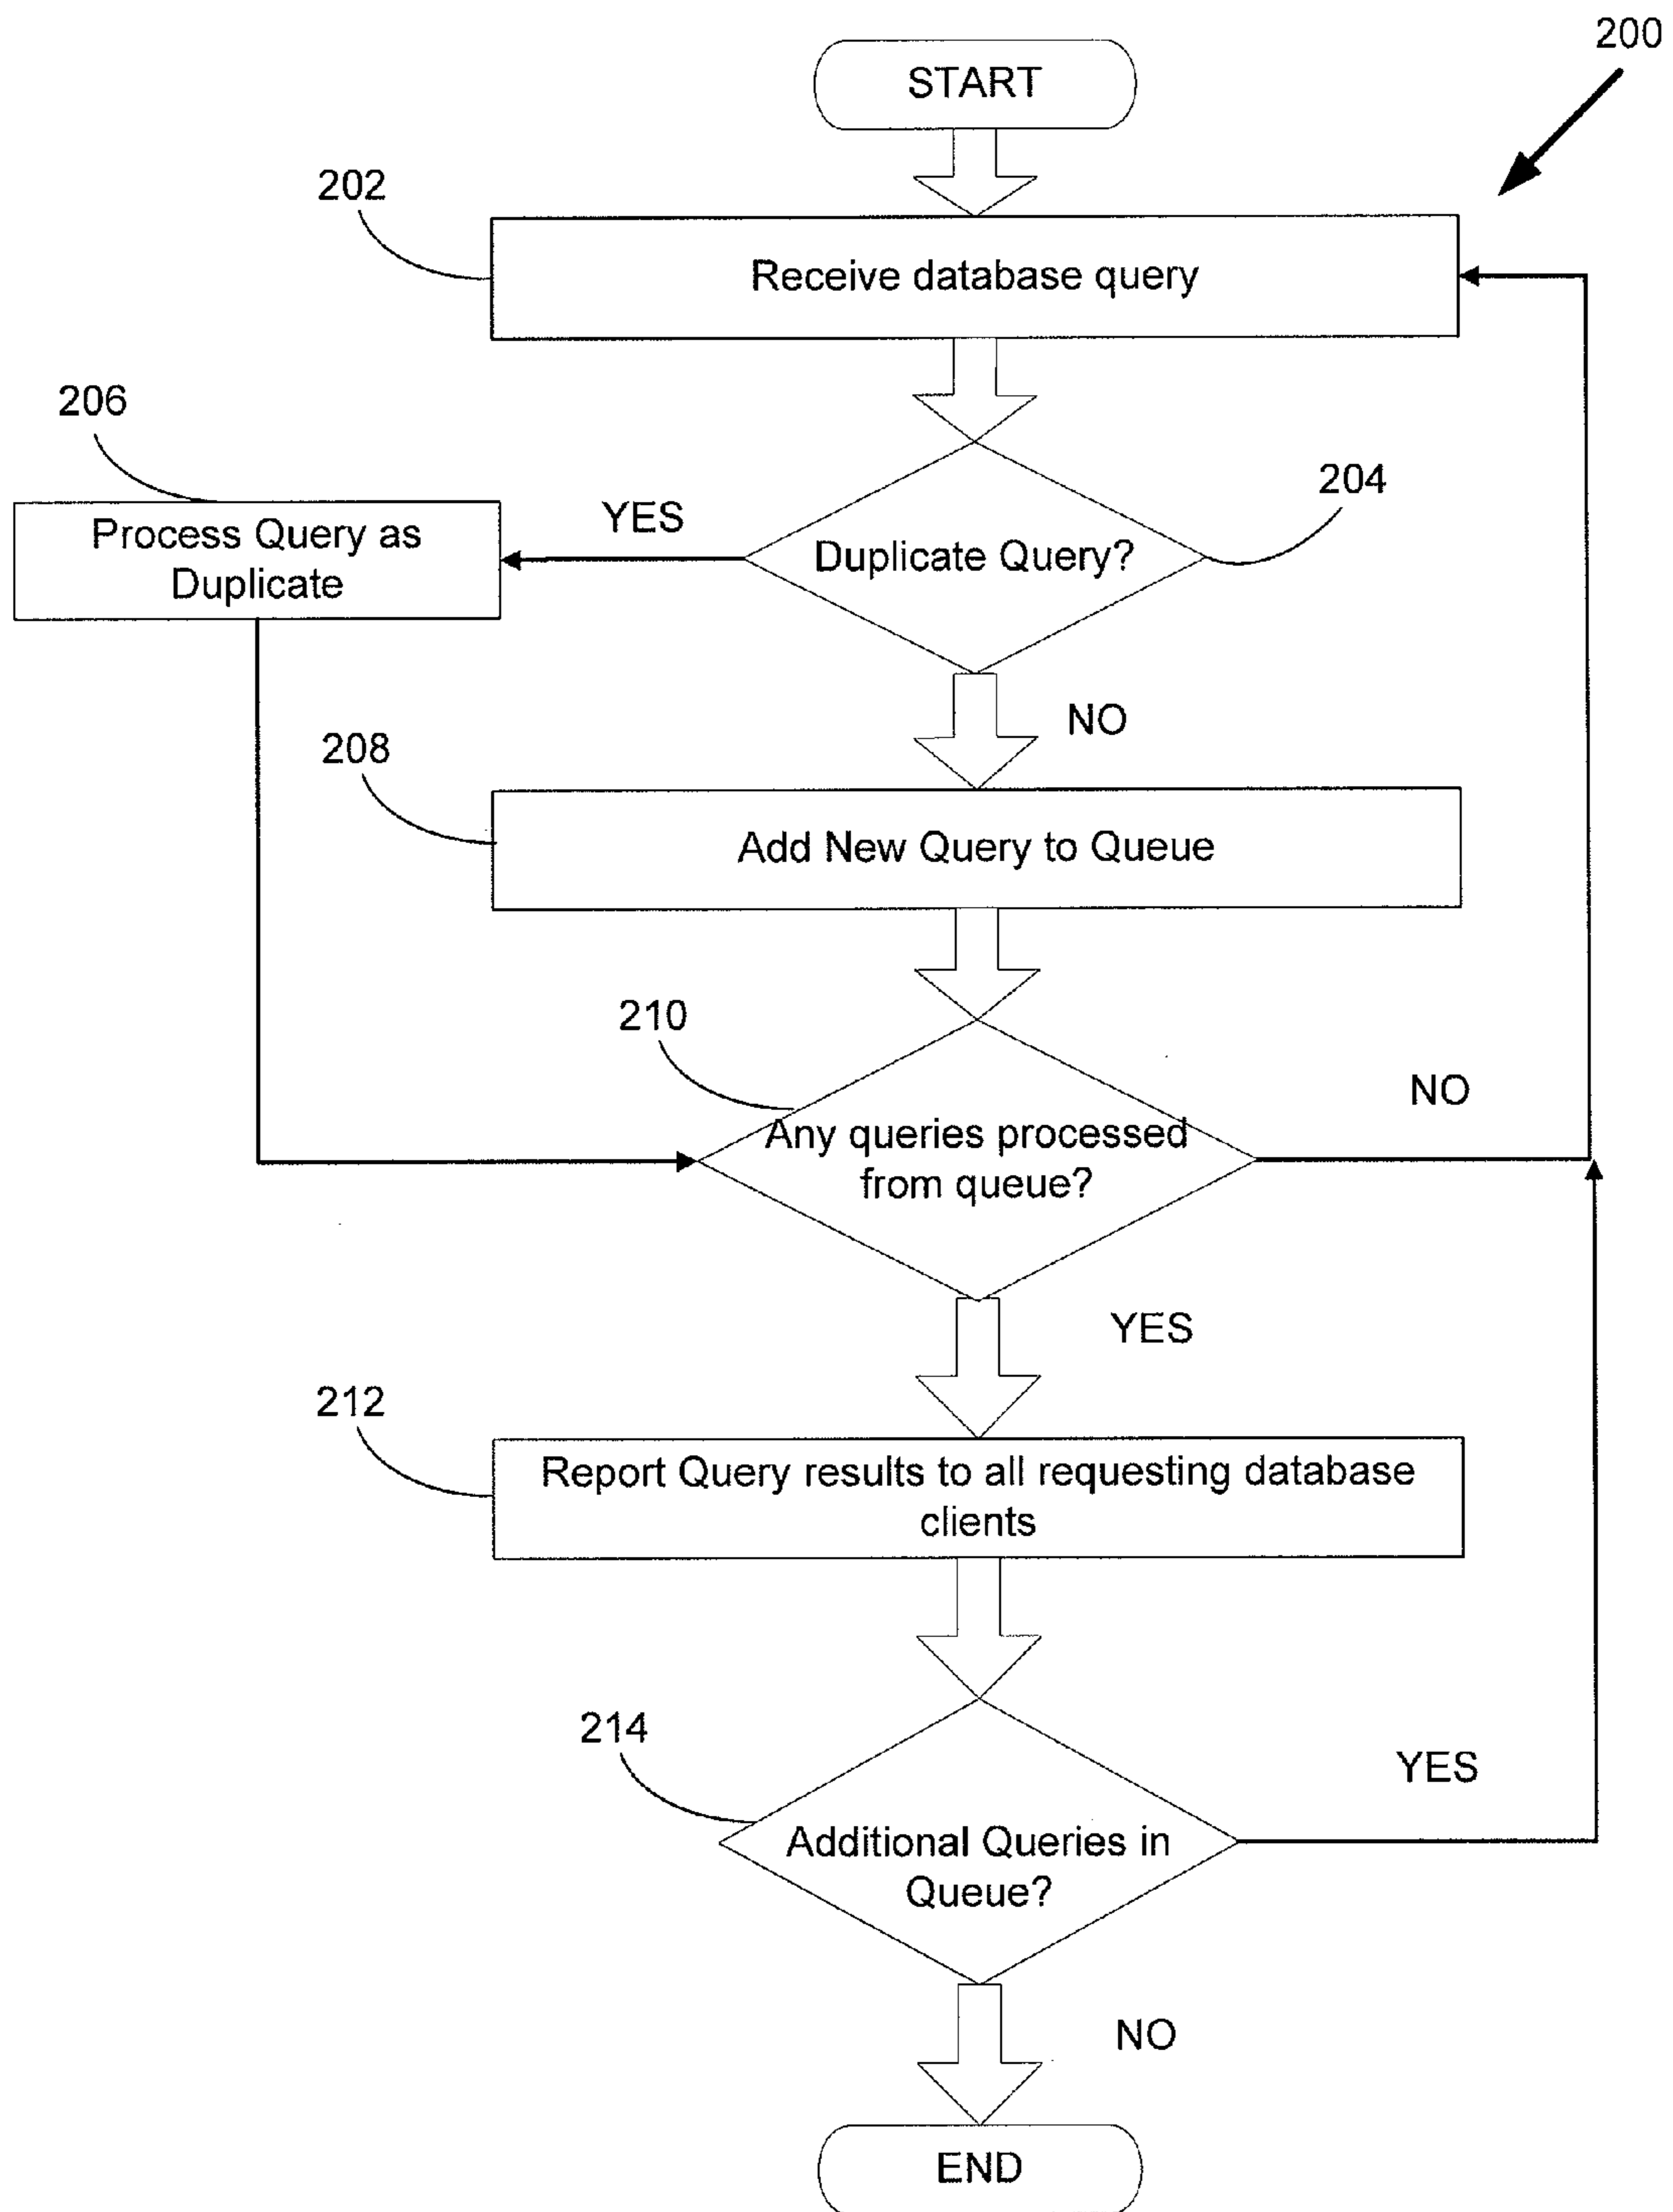 200
START
202
Receive database query
206
204
Process Query as
Duplicate
YES
Duplicate Query?
NO
208
Add New Query to Queue
210
NO
Any queries processed
from queue?
YES
212
Report Query results to all requesting database
clients
214
YES
Additional Queries in
Queue?
NO
END